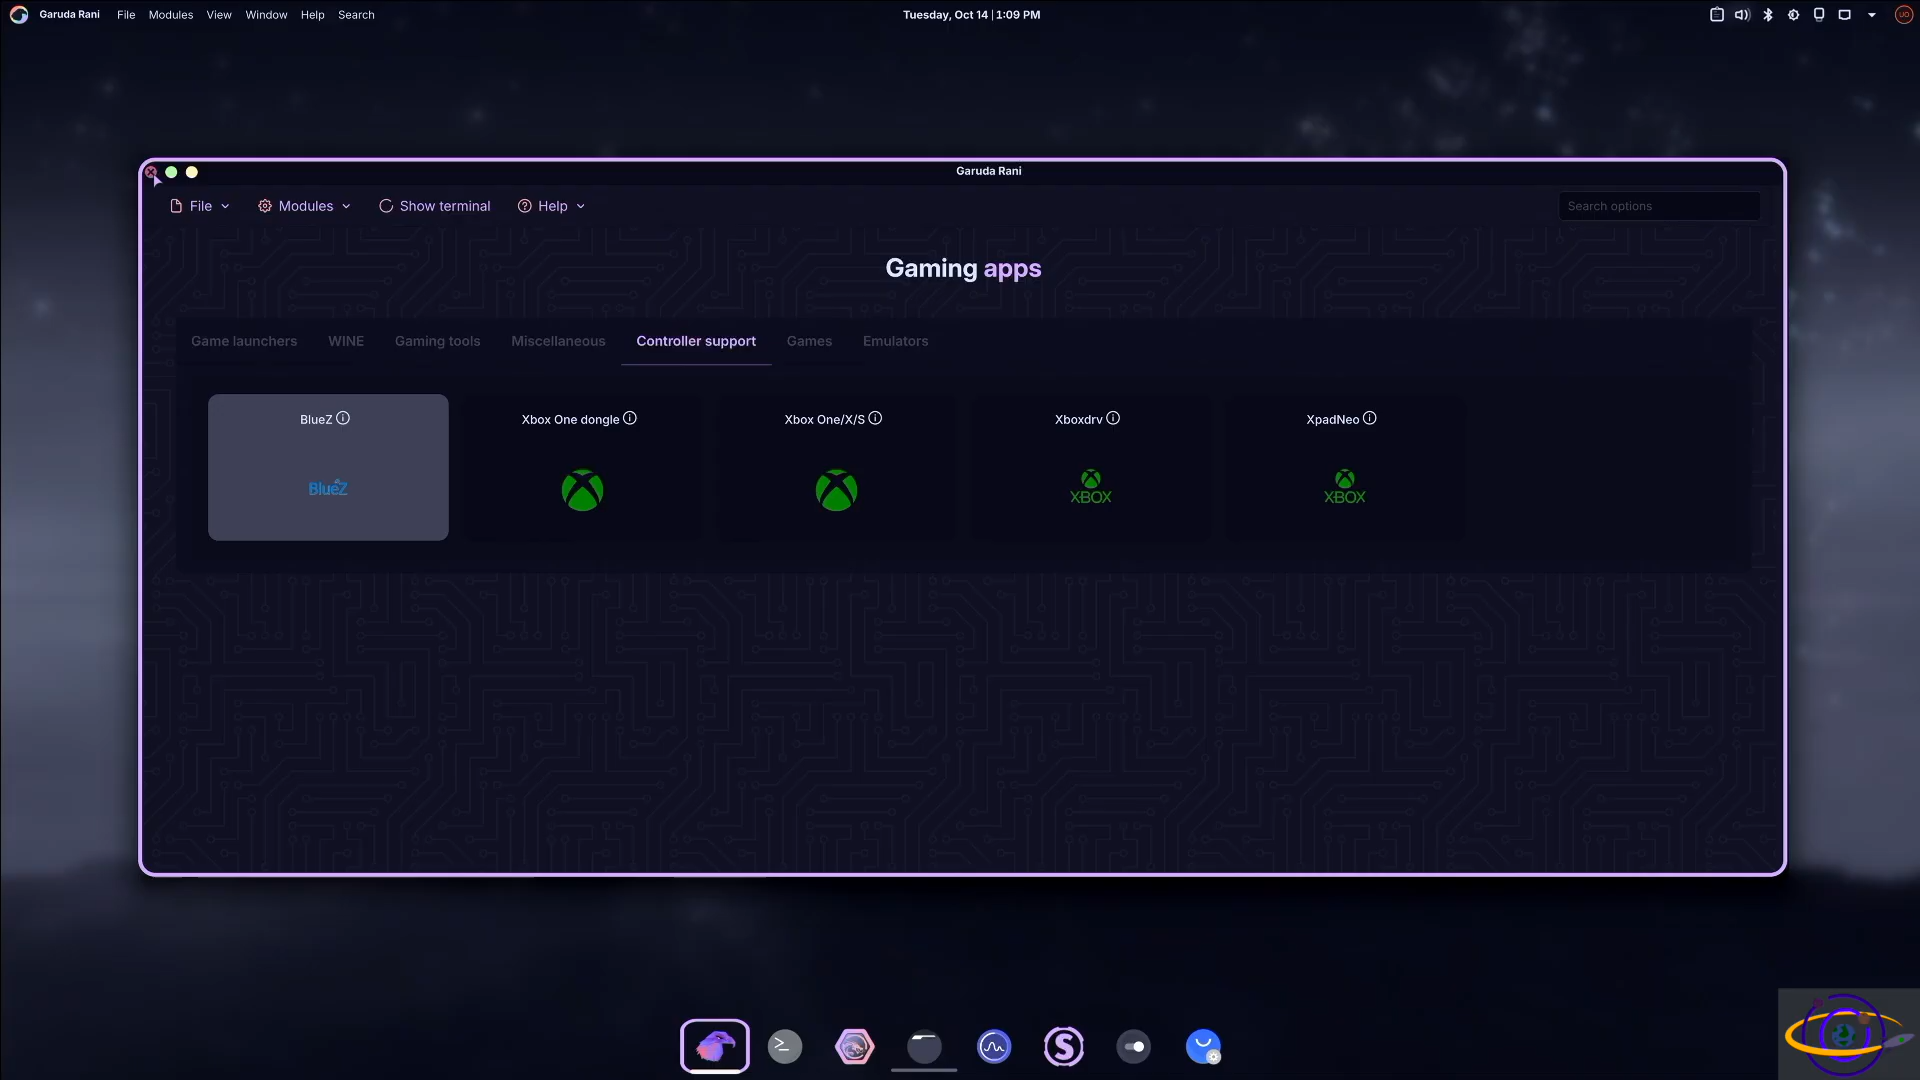 Garuda Rani File Modules View Window Help Search
Tuesday, Oct 14 | 1:09 PM
UO
Garuda Rani
File Modules Show terminal Help
Search options
Gaming apps
Game launchers WINE Gaming tools Miscellaneous Controller support Games Emulators
BlueZ Xbox One dongle Xbox One/X/S Xboxdrv XpadNeo
BlueZ XBOX XBOX
S